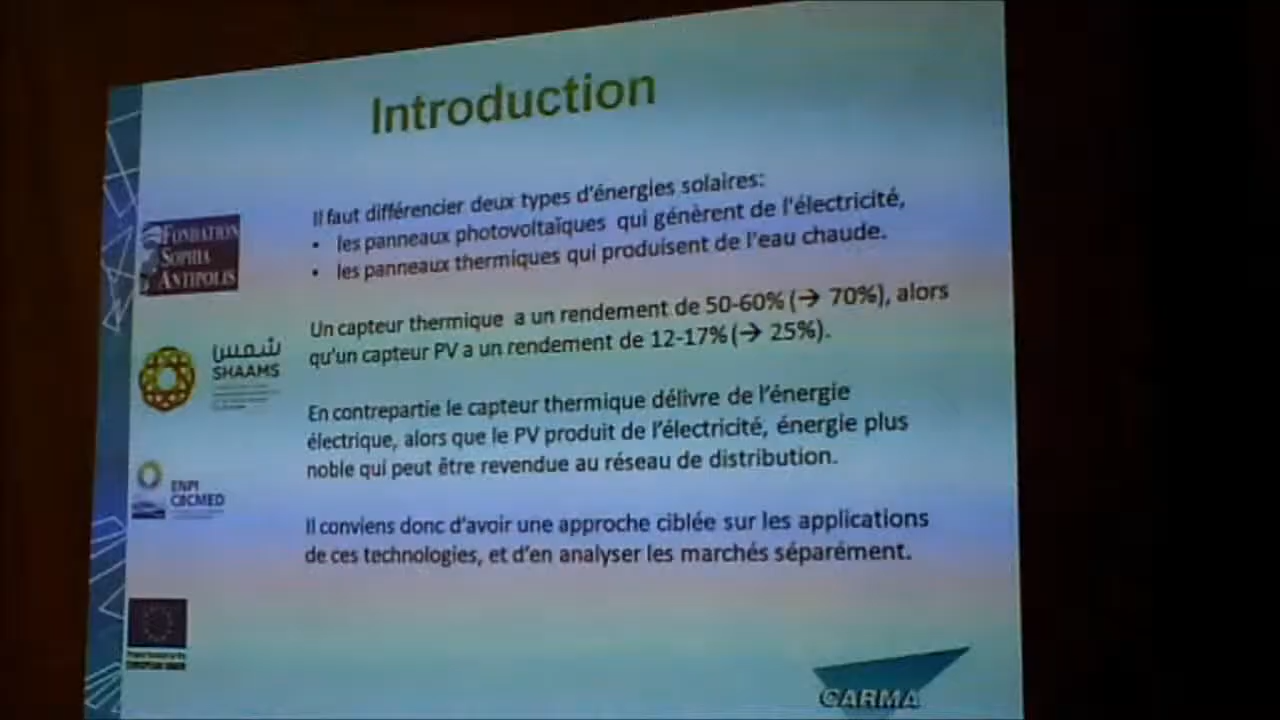 Introduction
Il faut différencier deux types d'énergies solaires:
• les panneaux photovoltaïques qui génèrent de l'électricité,
• les panneaux thermiques qui produisent de l'eau chaude.
Un capteur thermique a un rendement de 50-60% (→ 70%), alors
qu'un capteur PV a un rendement de 12-17% (→ 25%).
En contrepartie le capteur thermique délivre de l'énergie
électrique, alors que le PV produit de l'électricité, énergie plus
noble qui peut être revendue au réseau de distribution.
Il conviens donc d'avoir une approche ciblée sur les applications
de ces technologies, et d'en analyser les marchés séparément.
FONDATION
SOPHIA
ANTIPOLIS
شمس
SHAAMS
ENPI
CBCMED
EUROPEAN UNION
CARMA